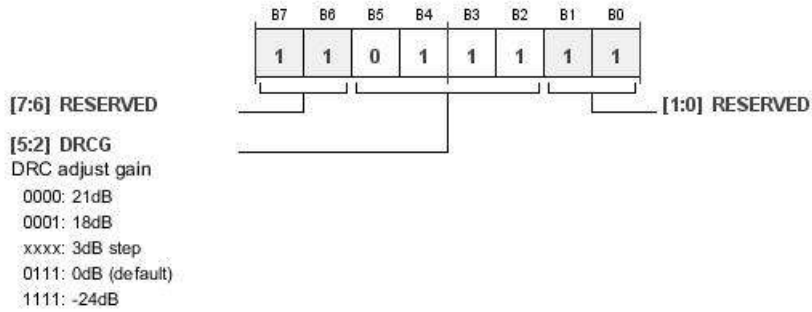 B7 B6 B5 B4 B3 B2 B1 B0
1 1 0 1 1 1 1 1
[7:6] RESERVED
[1:0] RESERVED
[5:2] DRCG
DRC adjust gain
0000: 21dB
0001: 18dB
xxxx: 3dB step
0111: 0dB (default)
1111: -24dB